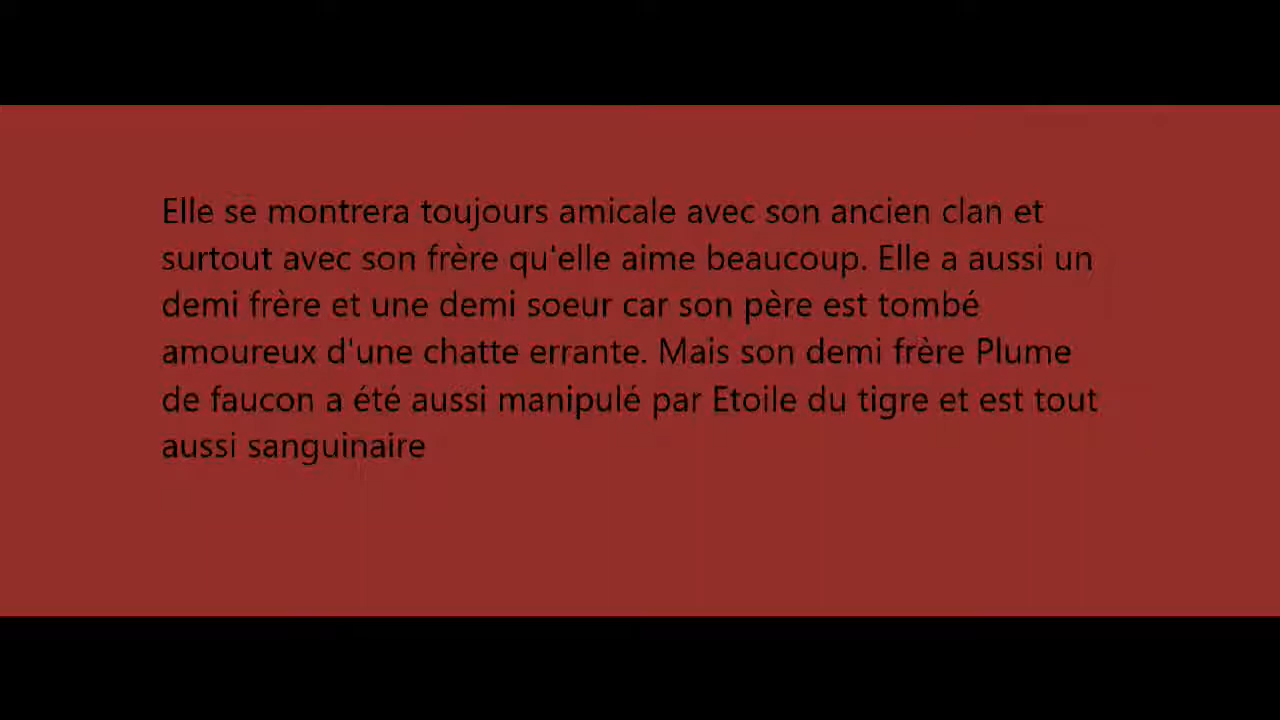 Elle se montrera toujours amicale avec son ancien clan et
surtout avec son frère qu'elle aime beaucoup. Elle a aussi un
demi frère et une demi soeur car son père est tombé
amoureux d'une chatte errante. Mais son demi frère Plume
de faucon a été aussi manipulé par Etoile du tigre et est tout
aussi sanguinaire